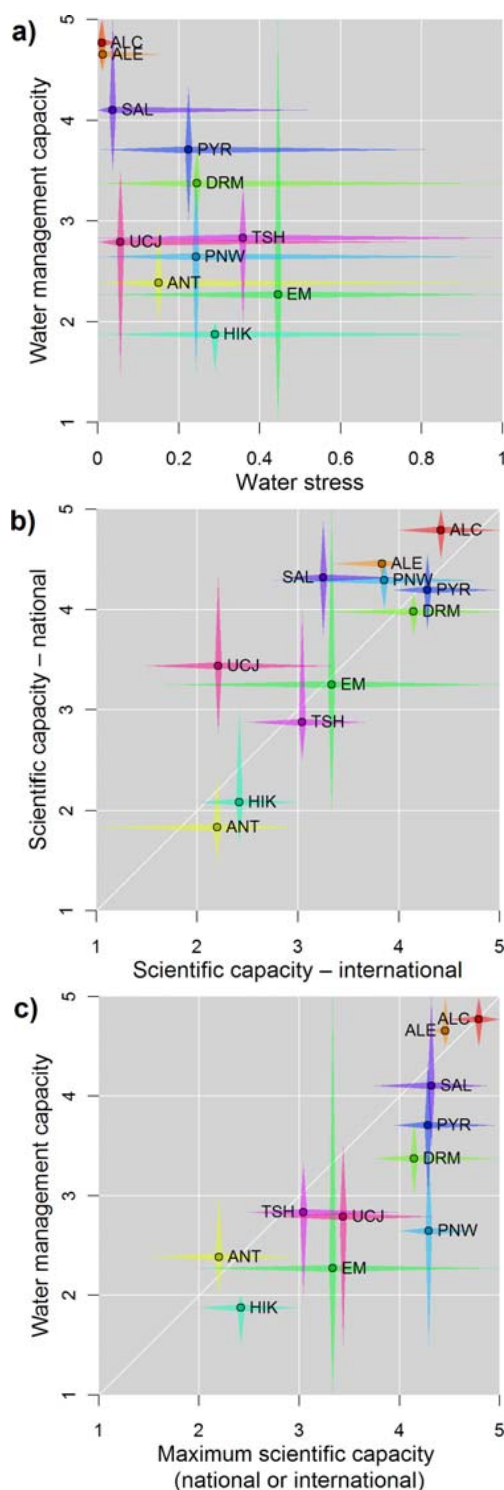 a)
5
4
3
2
1
Water management capacity
ALC
ALE
SAL
PYR
DRM
UCJ
TSH
PNW
ANT
EM
HIK
0
0.2
0.4
0.6
0.8
1
Water stress
b)
5
4
3
2
1
Scientific capacity – national
ALC
ALE
SAL
PNW
PYR
DRM
UCJ
EM
TSH
HIK
ANT
1
2
3
4
5
Scientific capacity – international
c)
5
4
3
2
1
Water management capacity
ALC
ALE
SAL
PYR
DRM
TSH
UCJ
PNW
ANT
EM
HIK
1
2
3
4
5
Maximum scientific capacity
(national or international)